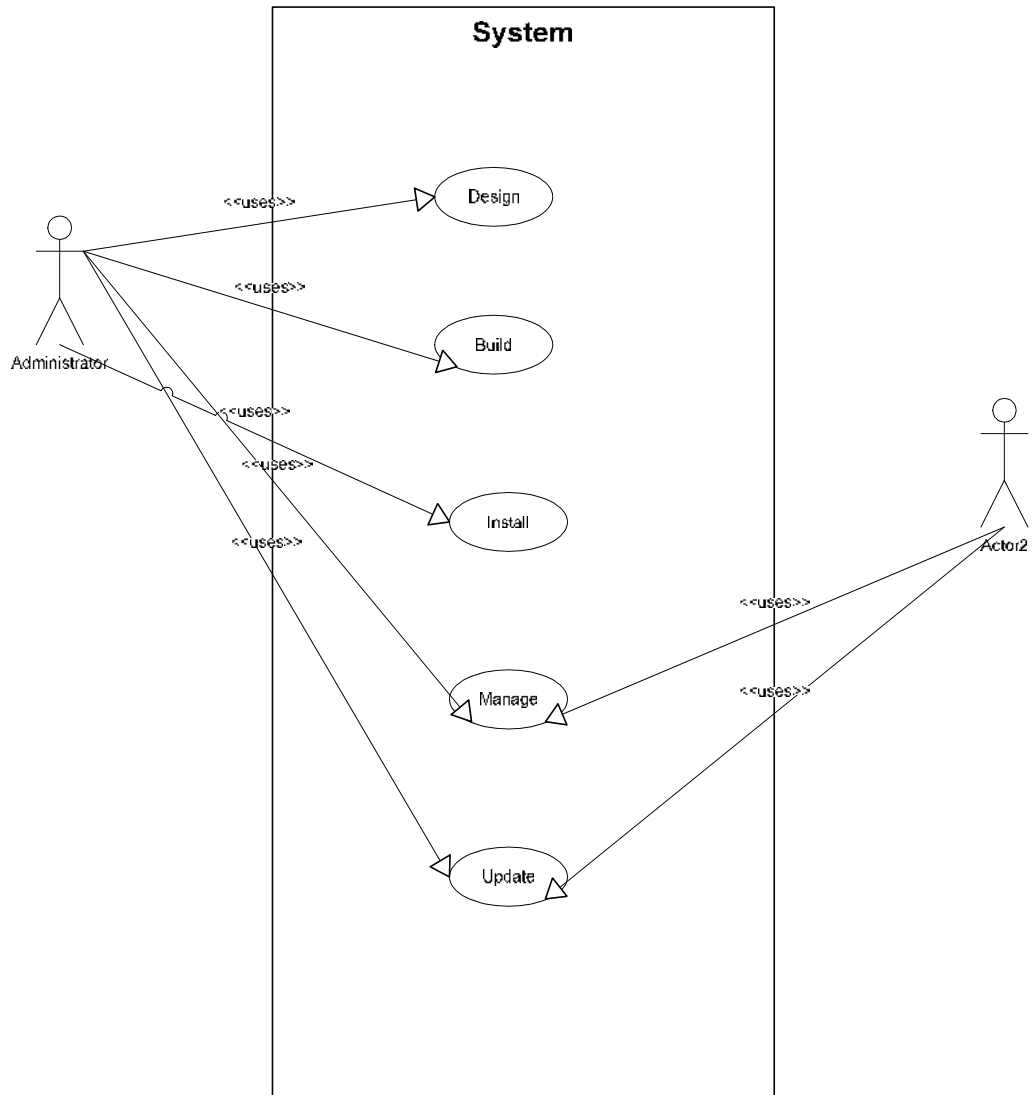 System
<<uses>>
Design
<<uses>>
Build
Administrator
<<uses>>
<<uses>>
Install
<<uses>>
Actor2
<<uses>>
Manage
<<uses>>
Update